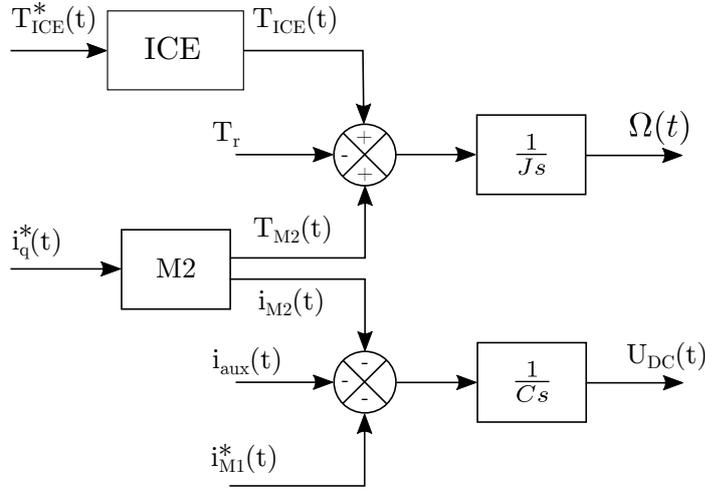 T*ICE(t)
ICE
TICE(t)
+
Tr
-
+
1
Js
Ω(t)
i*q(t)
M2
TM2(t)
iM2(t)
-
iaux(t)
-
-
1
Cs
UDC(t)
i*M1(t)